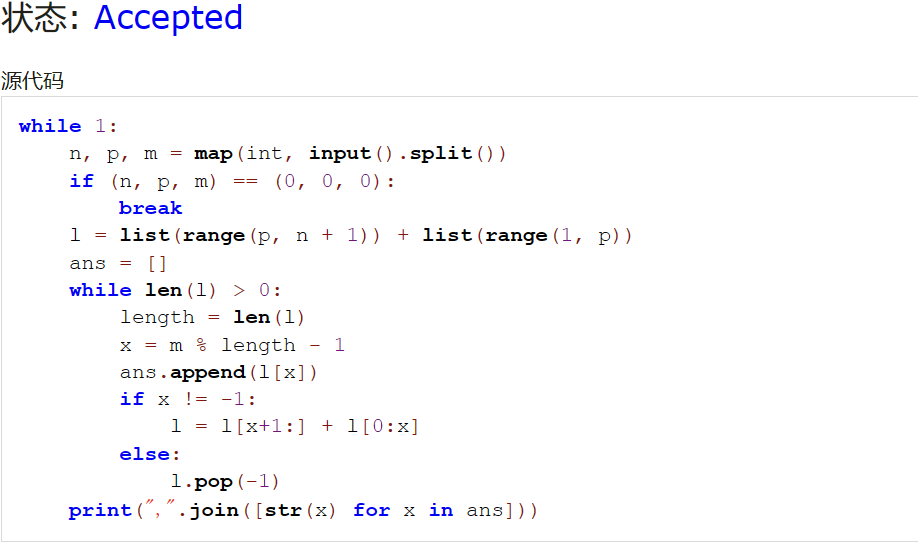 状态: Accepted
源代码
while 1:
    n, p, m = map(int, input().split())
    if (n, p, m) == (0, 0, 0):
        break
    l = list(range(p, n + 1)) + list(range(1, p))
    ans = []
    while len(l) > 0:
        length = len(l)
        x = m % length - 1
        ans.append(l[x])
        if x != -1:
            l = l[x+1:] + l[0:x]
        else:
            l.pop(-1)
    print(",".join([str(x) for x in ans]))